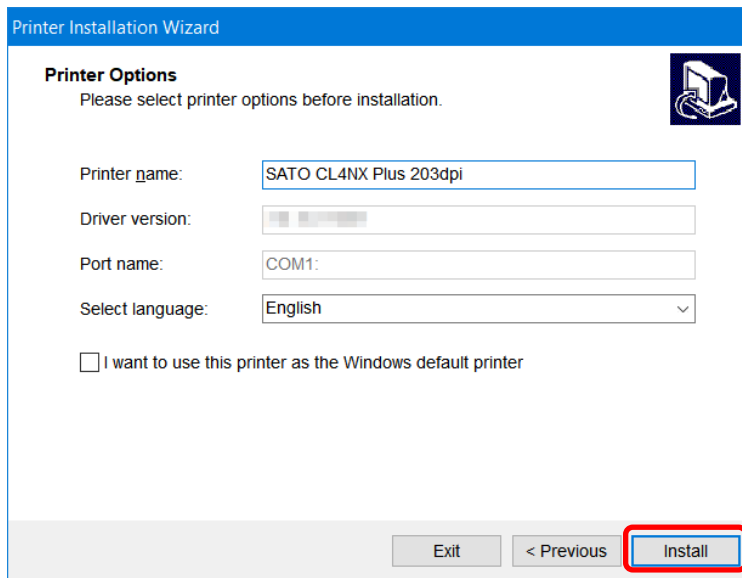 Printer Installation Wizard
Printer Options
Please select printer options before installation.
Printer name:
SATO CL4NX Plus 203dpi
Driver version:
Port name:
COM1:
Select language:
English
I want to use this printer as the Windows default printer
Exit
< Previous
Install